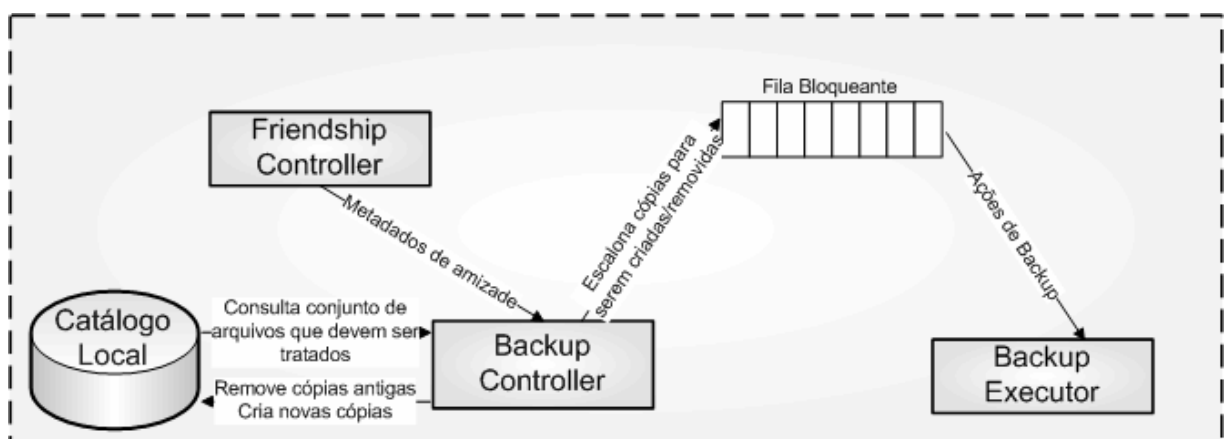 Fila Bloqueante
Friendship
Controller
Metadados de amizade
Escalona cópias para
serem criadas/removidas
Ações de Backup
Catálogo
Local
Consulta conjunto de
arquivos que devem ser
tratados
Remove cópias antigas
Cria novas cópias
Backup
Controller
Backup
Executor